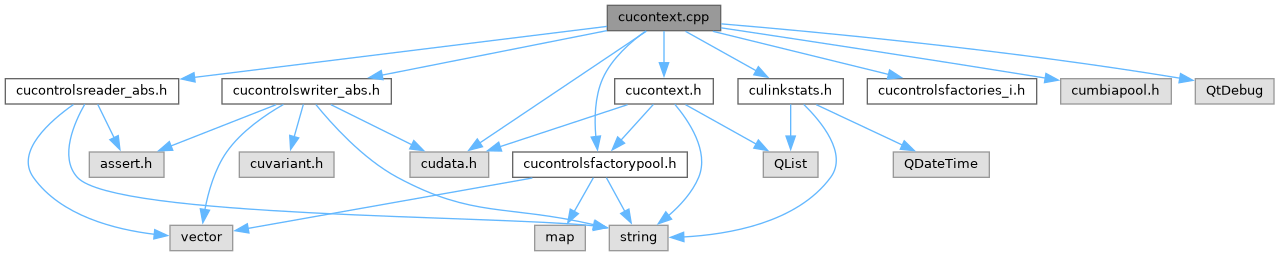 cucontext.cpp
cucontrolsreader_abs.h
cucontrolswriter_abs.h
cucontext.h
culinkstats.h
cucontrolsfactories_i.h
cumbiapool.h
QtDebug
assert.h
cuvariant.h
cudata.h
cucontrolsfactorypool.h
QList
QDateTime
vector
map
string